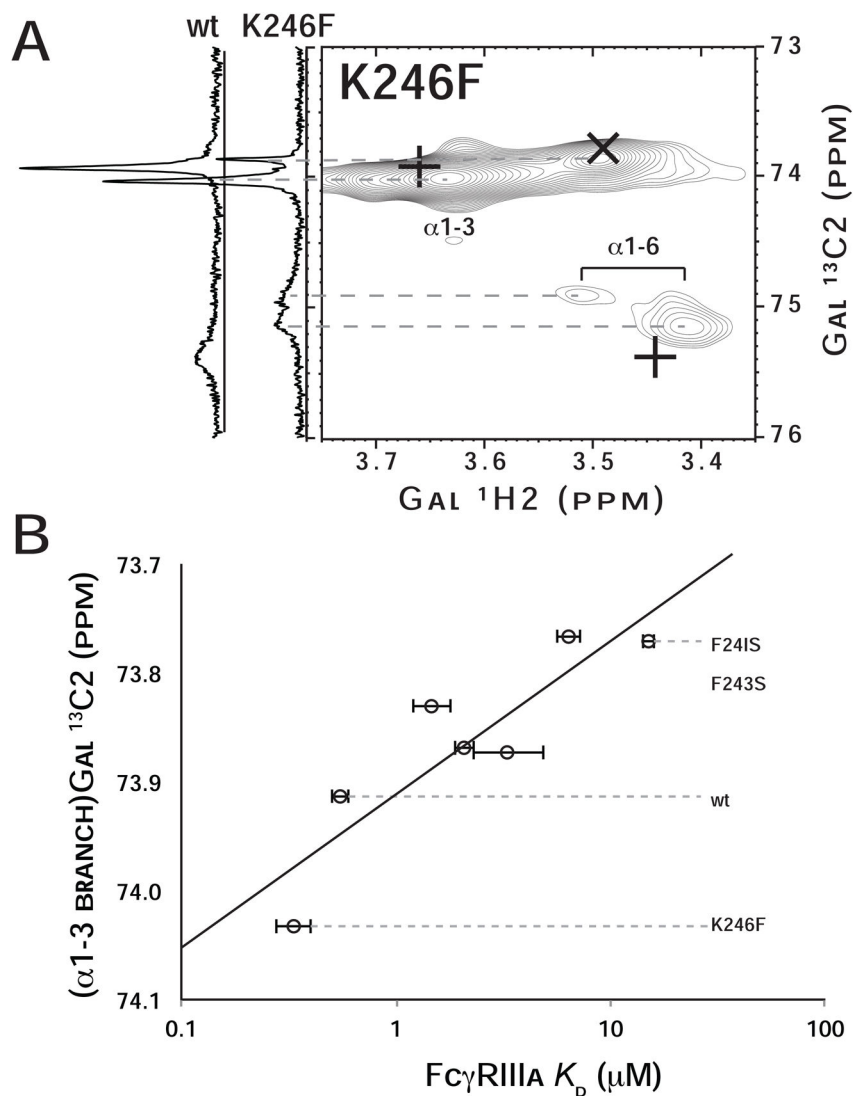 A
wt K246F
K246F
73
74
75
76
GAL ¹³C2 (PPM)
α1-3
α1-6
3.7 3.6 3.5 3.4
GAL ¹H2 (PPM)
B
(α1-3 BRANCH)GAL ¹³C2 (PPM)
73.7
73.8
73.9
74.0
74.1
F24IS
F243S
wt
K246F
0.1 1 10 100
FCγRIIIA K_D (μM)